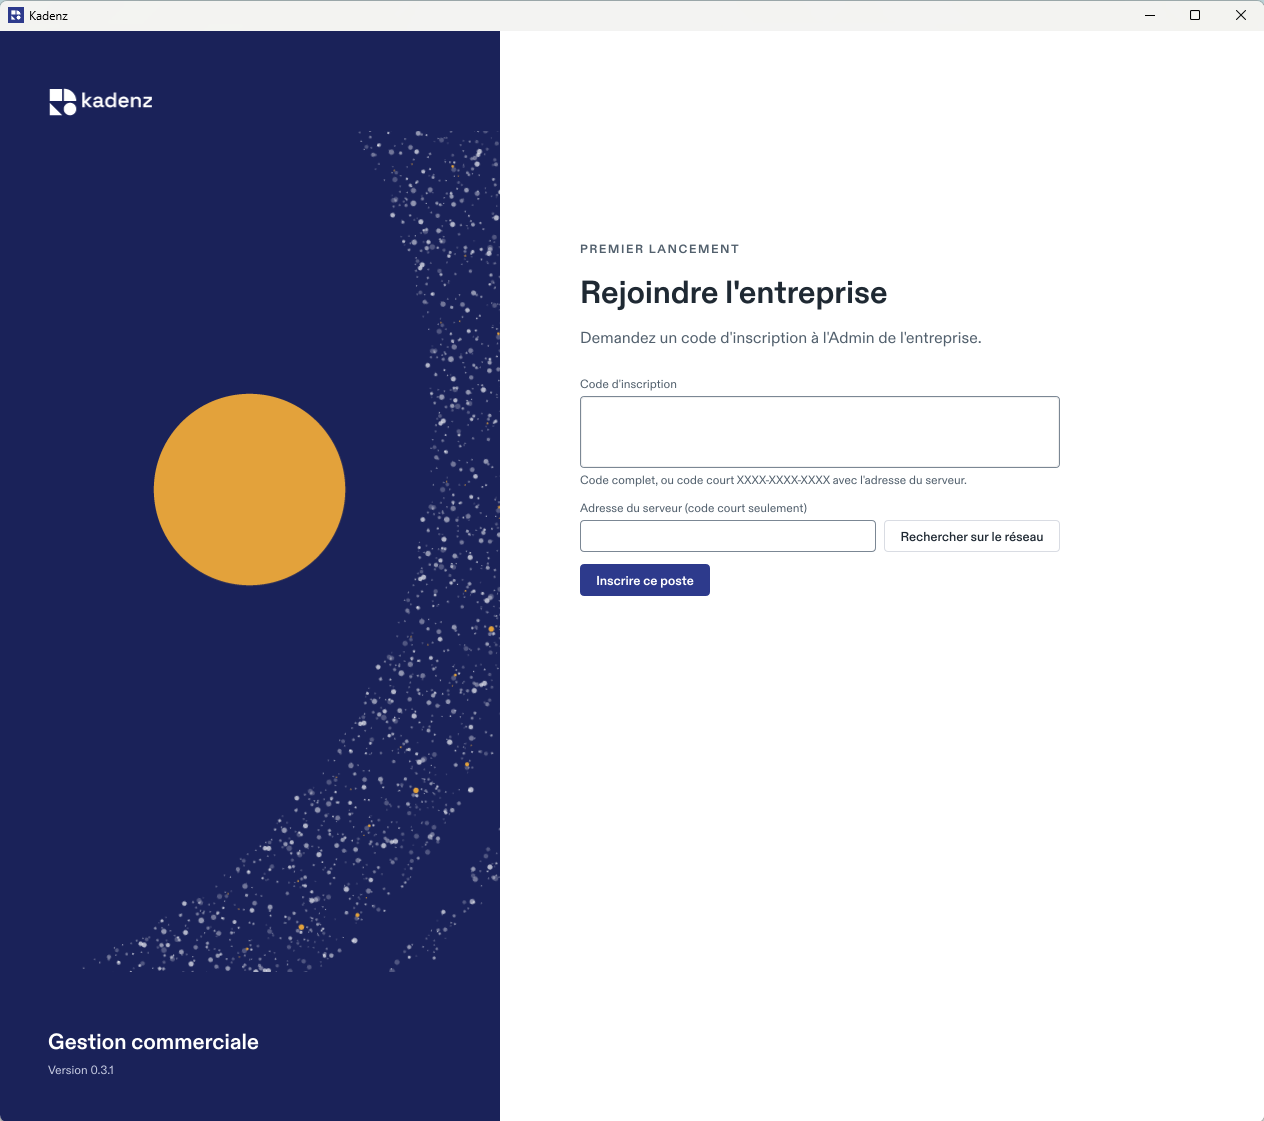 Kadenz
kadenz
PREMIER LANCEMENT
Rejoindre l'entreprise
Demandez un code d'inscription à l'Admin de l'entreprise.
Code d'inscription
Code complet, ou code court XXXX-XXXX-XXXX avec l'adresse du serveur.
Adresse du serveur (code court seulement)
Rechercher sur le réseau
Inscrire ce poste
Gestion commerciale
Version 0.3.1